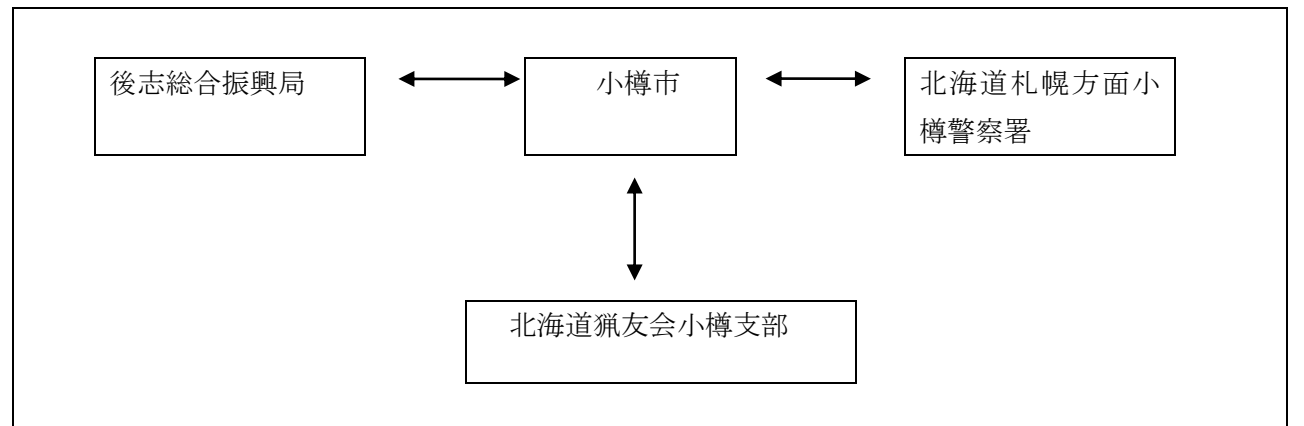 後志総合振興局
小樽市
北海道札幌方面小
樽警察署
北海道猟友会小樽支部